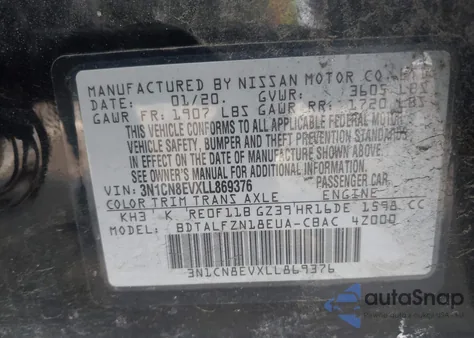 MANUFACTURED BY NISSAN MOTOR CO.,
DATE: 01/20. GVWR: 3605 LBS
GAWR FR: 1907 LBS GAWR RR: 1720 LBS
THIS VEHICLE CONFORMS TO ALL APPLICABLE FEDERAL MOTOR
VEHICLE SAFETY, BUMPER AND THEFT PREVENTION
STANDARDS IN EFFECT ON THE DATE OF
MANUFACTURE SHOWN ABOVE.
SEE OWNER'S MANUAL FOR
ADDITIONAL INFORMATION. PASSENGER CAR
VIN: 3N1CN8EVXLL869376
COLOR TRIM TRANS AXLE ENGINE
KH3 K RE0F11B GZ39 HR16DE 1598 CC
MODEL: BDTALFZN18EUA-CBAC 4Z000
3N1CN8EVXLL869376
autoSnap